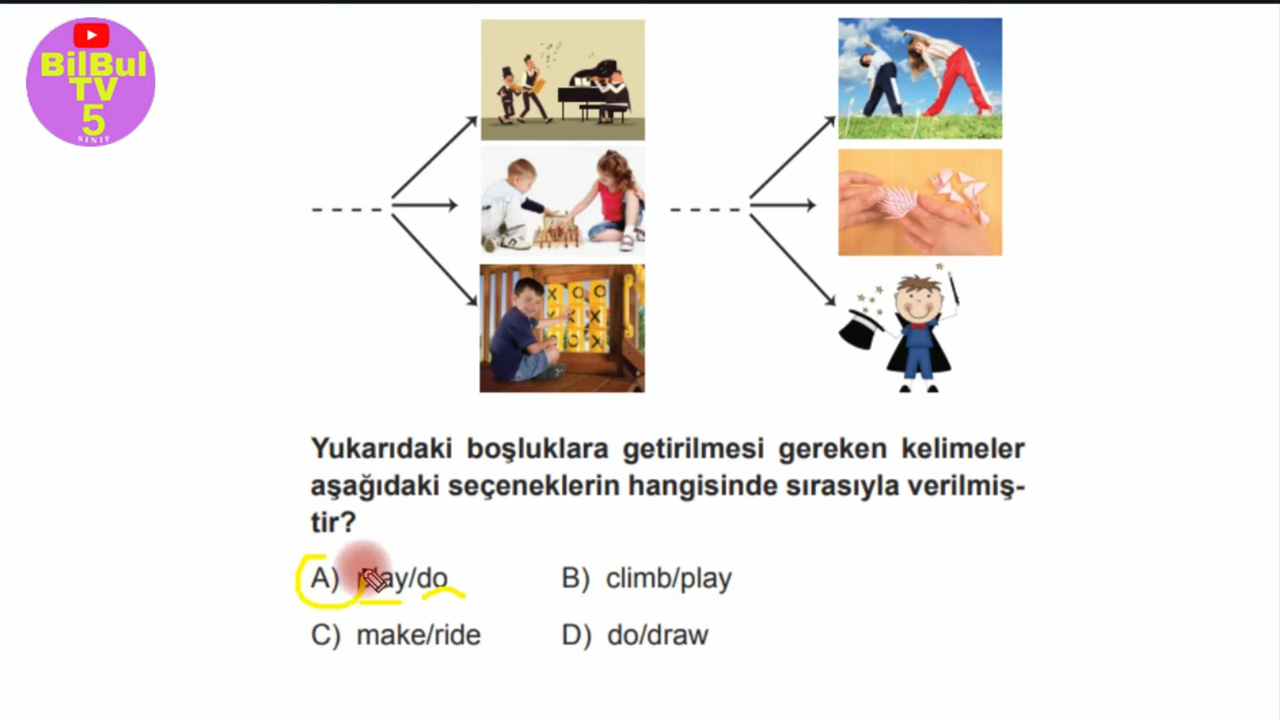 BilBul
TV
5
SINIF
X O O
X X
O X
Yukarıdaki boşluklara getirilmesi gereken kelimeler
aşağıdaki seçeneklerin hangisinde sırasıyla verilmiş-
tir?
A) play/do
B) climb/play
C) make/ride
D) do/draw